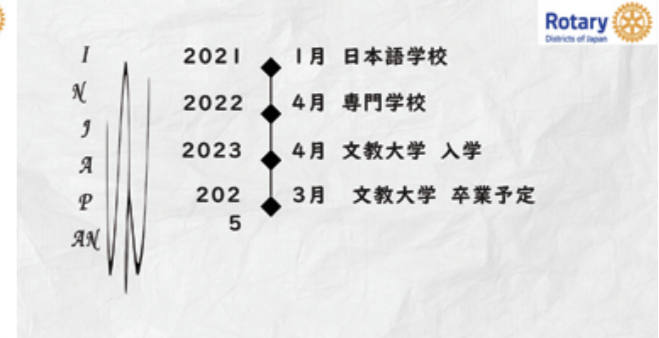 Rotary
Districts of Japan
I
N
J
A
P
AN
2021 1月 日本語学校
2022 4月 専門学校
2023 4月 文教大学 入学
202
5 3月 文教大学 卒業予定